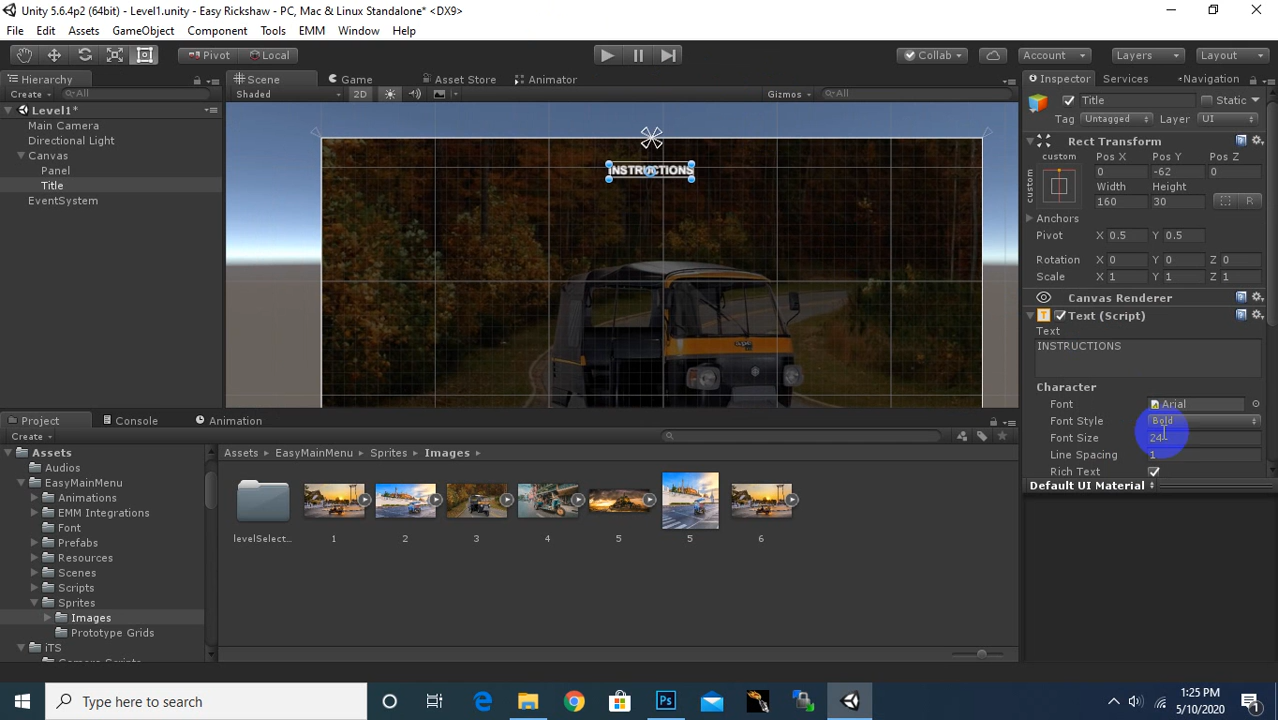 Unity 5.6.4p2 (64bit) - Level1.unity - Easy Rickshaw - PC, Mac & Linux Standalone* <DX9>
File Edit Assets GameObject Component Tools EMM Window Help
Pivot Local Collab Account Layers Layout
Hierarchy
Create All
Level1*
Main Camera
Directional Light
Canvas
Panel
Title
EventSystem
Scene Game Asset Store Animator
Shaded 2D Gizmos All
INSTRUCTIONS
Inspector Services Navigation
Title Static
Tag Untagged Layer UI
Rect Transform
custom Pos X Pos Y Pos Z
custom 0 -62 0
Width Height
160 30 R
Anchors
Pivot X 0.5 Y 0.5
Rotation X 0 Y 0 Z 0
Scale X 1 Y 1 Z 1
Canvas Renderer
Text (Script)
Text
INSTRUCTIONS
Character
Font Arial
Font Style Bold
Font Size 24
Line Spacing 1
Rich Text
Default UI Material
Project Console Animation
Create
Assets
Audios
EasyMainMenu
Animations
EMM Integrations
Font
Prefabs
Resources
Scenes
Scripts
Sprites
Images
Prototype Grids
iTS
Assets Sprites EasyMainMenu Images
levelSelect... 1 2 3 4 5 5 6
Type here to search
1:25 PM
5/10/2020